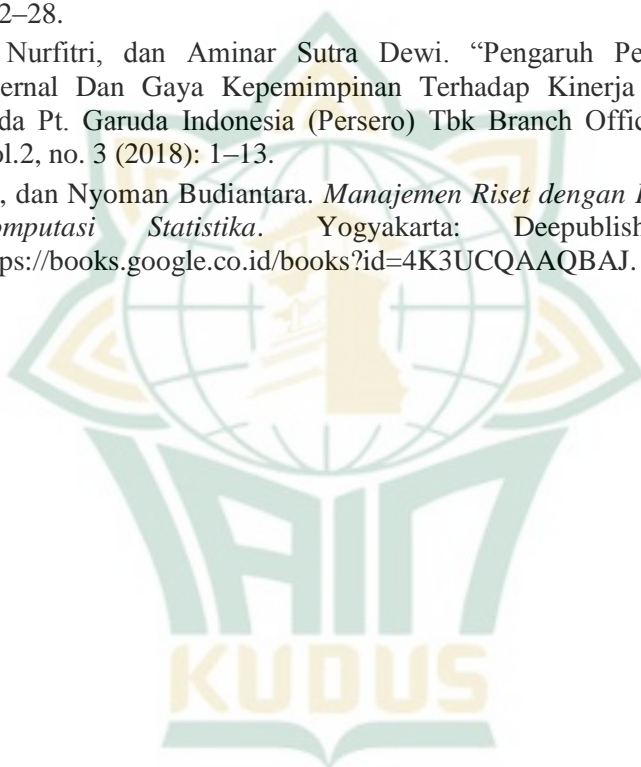 2–28.
Nurfitri, dan Aminar Sutra Dewi. “Pengaruh Pe
ernal Dan Gaya Kepemimpinan Terhadap Kinerja
da Pt. Garuda Indonesia (Persero) Tbk Branch Offic
ol.2, no. 3 (2018): 1–13.
, dan Nyoman Budiantara. Manajemen Riset dengan
omputasi Statistika. Yogyakarta: Deepublish
ps://books.google.co.id/books?id=4K3UCQAAQBAJ.
IAIN
KUDUS